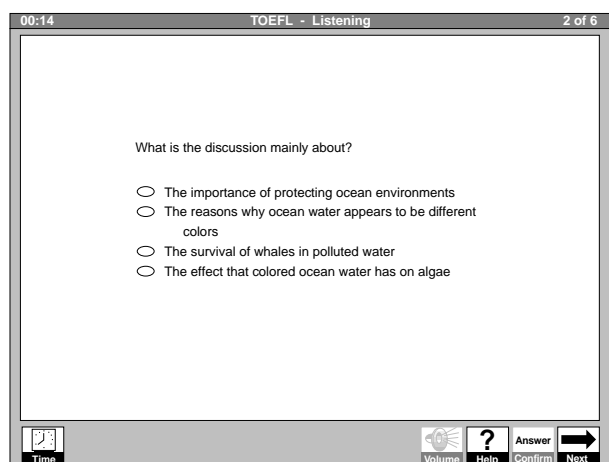 00:14 TOEFL - Listening 2 of 6
What is the discussion mainly about?
The importance of protecting ocean environments
The reasons why ocean water appears to be different
colors
The survival of whales in polluted water
The effect that colored ocean water has on algae
? Answer
Time Volume Help Confirm Next